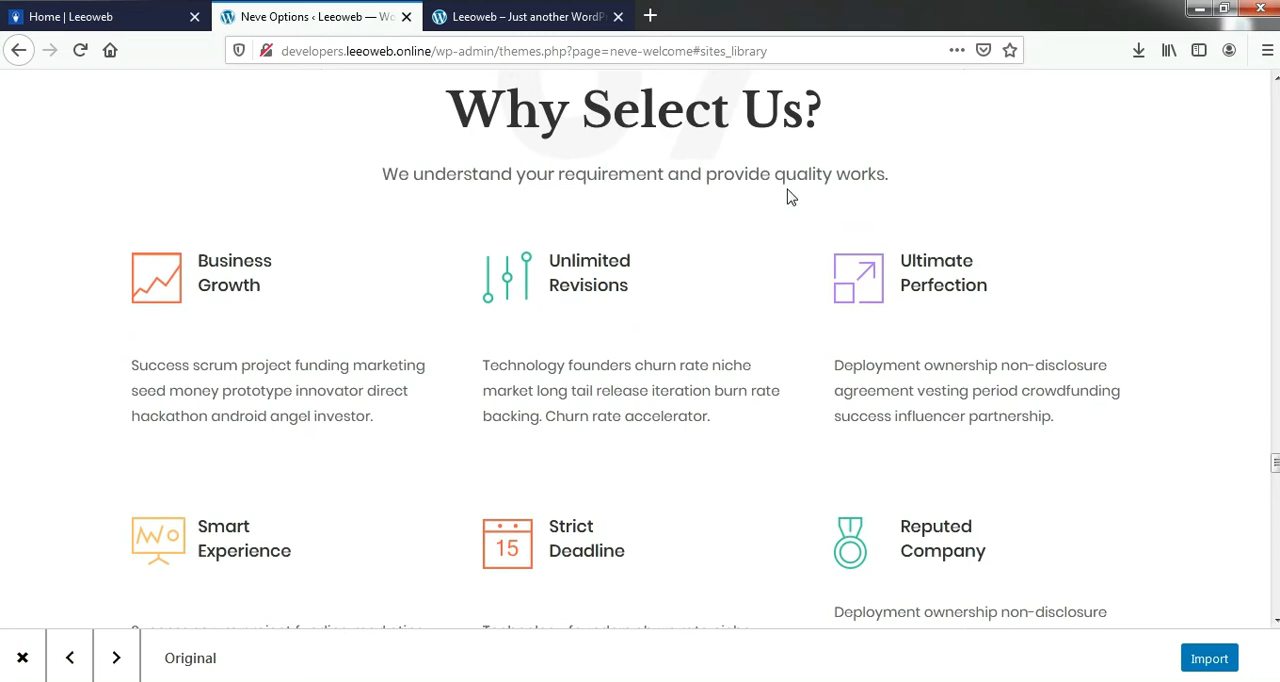 Home | Leeoweb
Neve Options ‹ Leeoweb — Wo
Leeoweb – Just another WordP
developers.leeoweb.online/wp-admin/themes.php?page=neve-welcome#sites_library
Why Select Us?
We understand your requirement and provide quality works.
Business
Growth
Unlimited
Revisions
Ultimate
Perfection
Success scrum project funding marketing
seed money prototype innovator direct
hackathon android angel investor.
Technology founders churn rate niche
market long tail release iteration burn rate
backing. Churn rate accelerator.
Deployment ownership non-disclosure
agreement vesting period crowdfunding
success influencer partnership.
Smart
Experience
15
Strict
Deadline
Reputed
Company
Deployment ownership non-disclosure
Original
Import